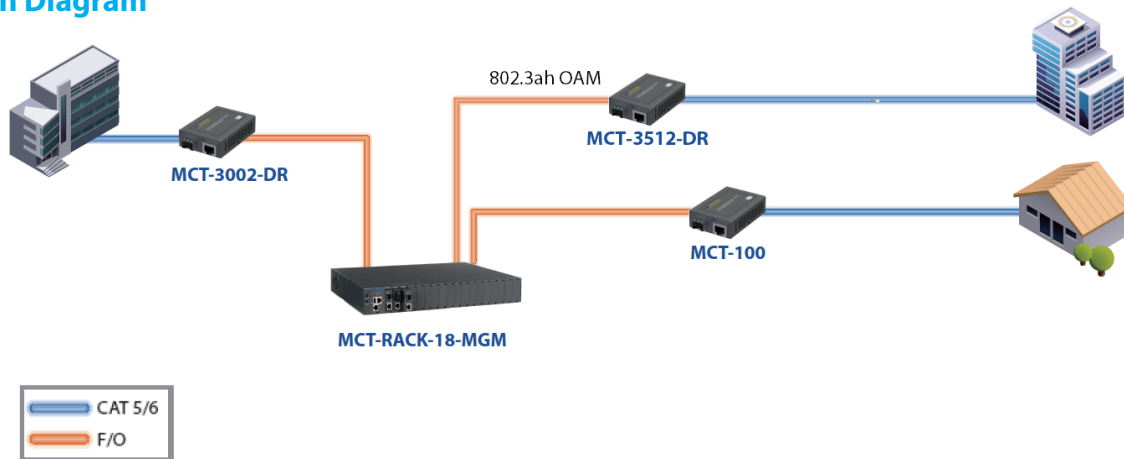 n Diagram
802.3ah OAM
MCT-3512-DR
MCT-3002-DR
MCT-100
MCT-RACK-18-MGM
CAT 5/6
F/O